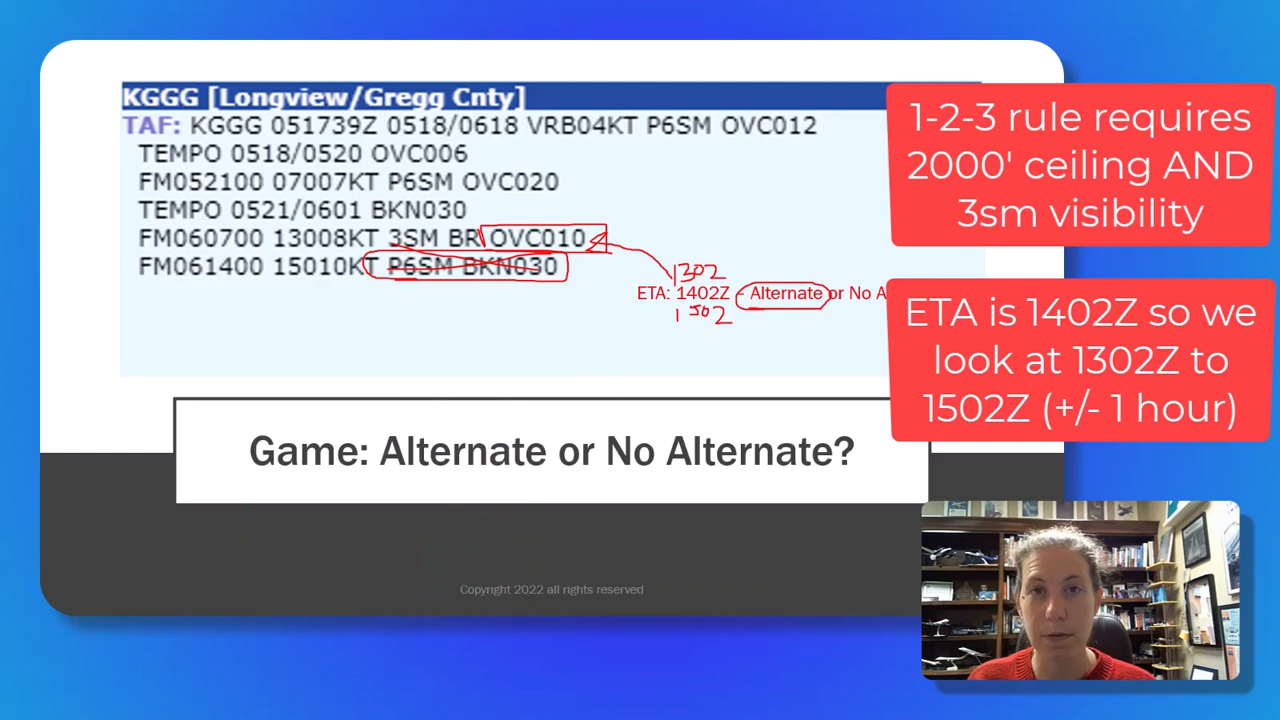 KGGG [Longview/Gregg Cnty]
TAF: KGGG 051739Z 0518/0618 VRB04KT P6SM OVC012
TEMPO 0518/0520 OVC006
FM052100 07007KT P6SM OVC020
TEMPO 0521/0601 BKN030
FM060700 13008KT 3SM BR OVC010
FM061400 15010KT P6SM BKN030
1302
ETA: 1402Z - Alternate or No A
1502
1-2-3 rule requires
2000' ceiling AND
3sm visibility
ETA is 1402Z so we
look at 1302Z to
1502Z (+/- 1 hour)
Game: Alternate or No Alternate?
Copyright 2022 all rights reserved